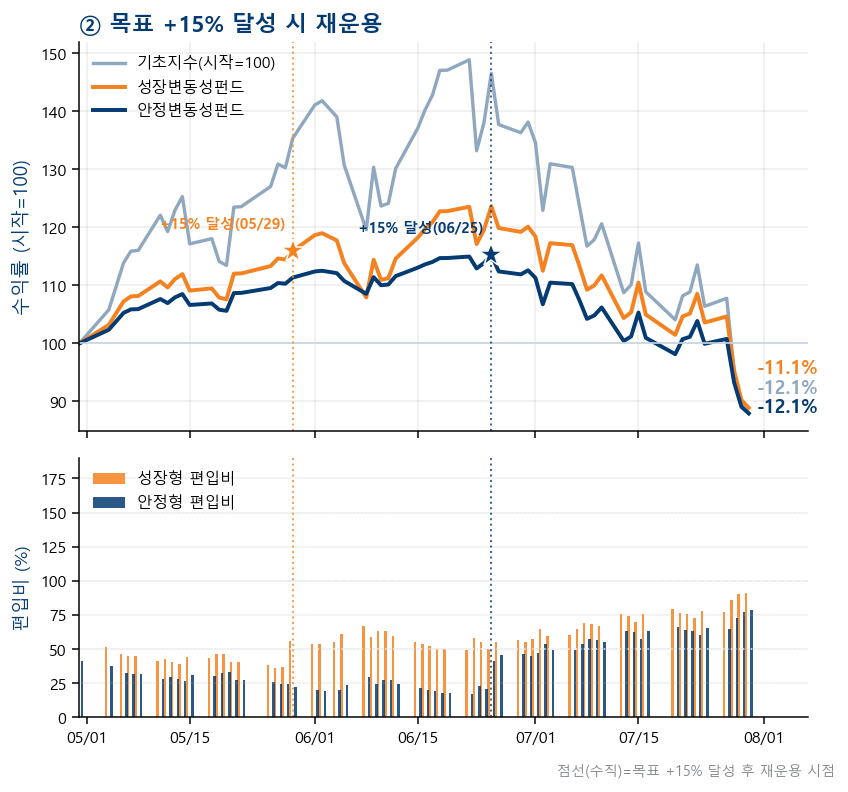 ② 목표 +15% 달성 시 재운용
기초지수(시작=100)
성장변동성펀드
안정변동성펀드
수익률 (시작=100)
150
140
130
120
110
100
90
+15% 달성(05/29)
+15% 달성(06/25)
-11.1%
-12.1%
-12.1%
성장형 편입비
안정형 편입비
편입비 (%)
175
150
125
100
75
50
25
0
05/01
05/15
06/01
06/15
07/01
07/15
08/01
점선(수직)=목표 +15% 달성 후 재운용 시점